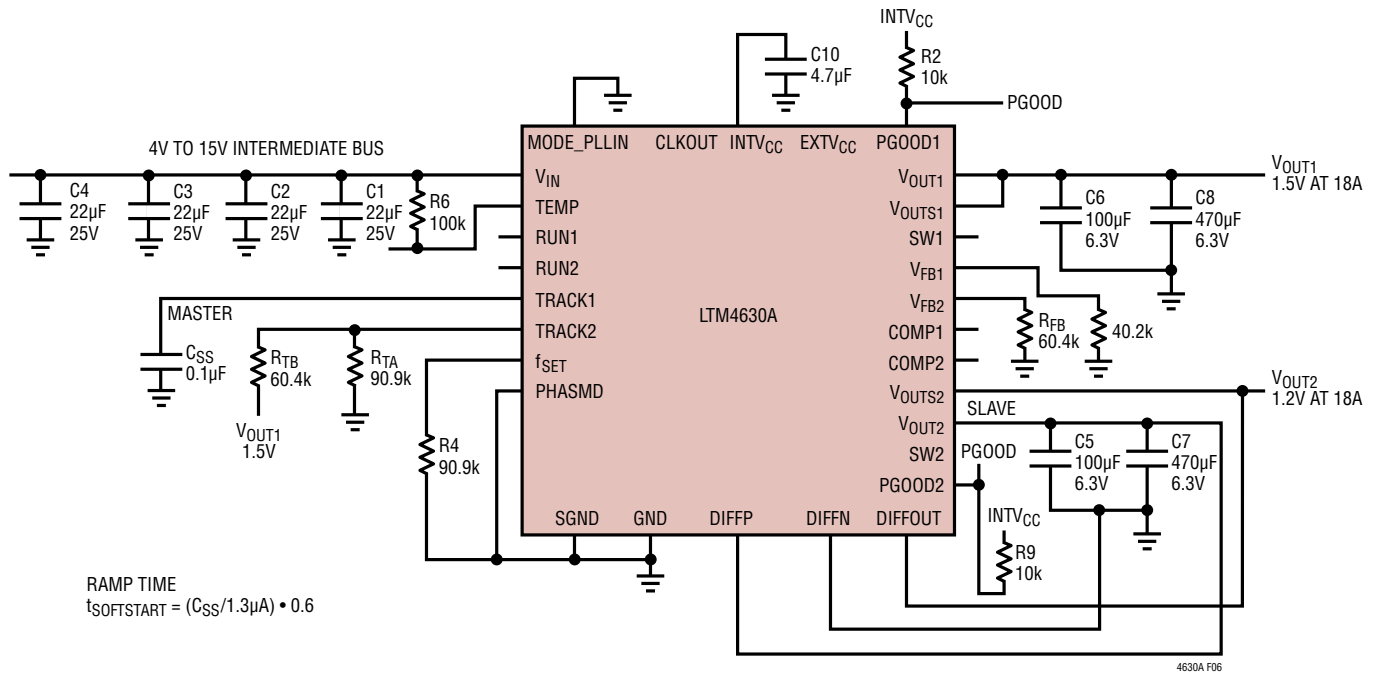 INTVCC
C10
4.7µF
R2
10k
PGOOD
4V TO 15V INTERMEDIATE BUS
MODE_PLLIN
CLKOUT
INTVCC
EXTVCC
PGOOD1
C4
22µF
25V
C3
22µF
25V
C2
22µF
25V
C1
22µF
25V
R6
100k
VIN
TEMP
RUN1
RUN2
TRACK1
TRACK2
fSET
PHASMD
LTM4630A
VOUT1
VOUTS1
SW1
VFB1
VFB2
COMP1
COMP2
VOUTS2
VOUT2
SW2
PGOOD2
SGND
GND
DIFFP
DIFFN
DIFFOUT
VOUT1
1.5V AT 18A
C6
100µF
6.3V
C8
470µF
6.3V
RFB
60.4k
40.2k
MASTER
CSS
0.1µF
RTB
60.4k
RTA
90.9k
VOUT1
1.5V
R4
90.9k
VOUT2
1.2V AT 18A
SLAVE
PGOOD
C5
100µF
6.3V
C7
470µF
6.3V
INTVCC
R9
10k
RAMP TIME
tSOFTSTART = (CSS/1.3µA) • 0.6
4630A F06